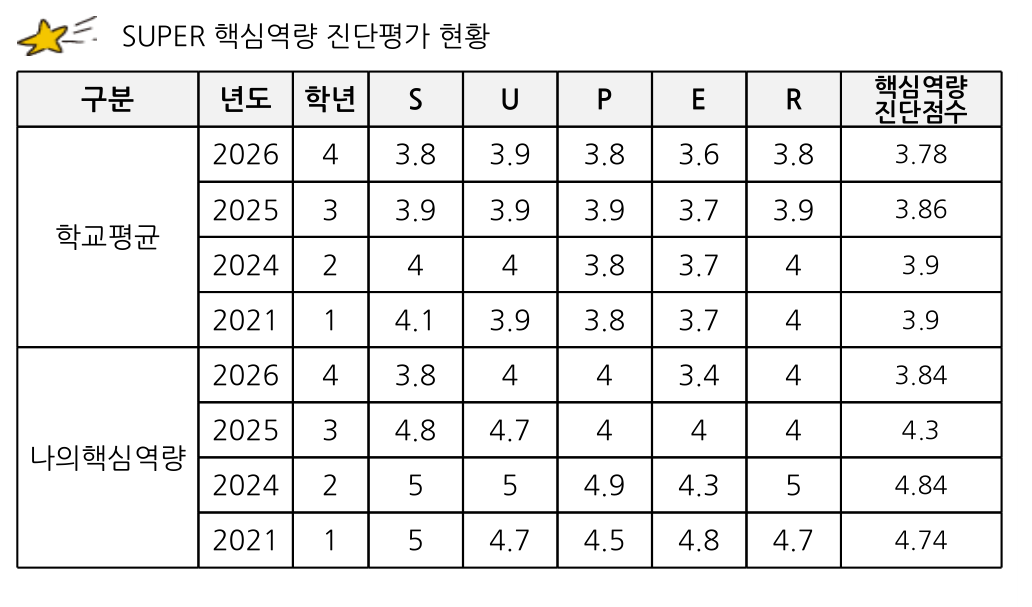 SUPER 핵심역량 진단평가 현황
구분 년도 학년 S U P E R 핵심역량 진단점수
학교평균
2026 4 3.8 3.9 3.8 3.6 3.8 3.78
2025 3 3.9 3.9 3.9 3.7 3.9 3.86
2024 2 4 4 3.8 3.7 4 3.9
2021 1 4.1 3.9 3.8 3.7 4 3.9
나의핵심역량
2026 4 3.8 4 4 3.4 4 3.84
2025 3 4.8 4.7 4 4 4 4.3
2024 2 5 5 4.9 4.3 5 4.84
2021 1 5 4.7 4.5 4.8 4.7 4.74